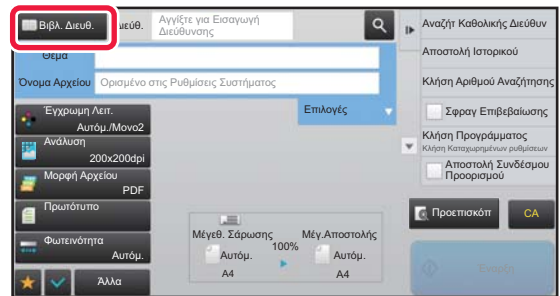 Βιβλ. Διευθ.
Διεύθ.
Αγγίξτε για Εισαγωγή
Διεύθυνσης
Θέμα
Όνομα Αρχείου
Ορισμένο στις Ρυθμίσεις Συστήματος
Έγχρωμη Λειτ.
Αυτόμ./Μονο2
Ανάλυση
200x200dpi
Μορφή Αρχείου
PDF
Πρωτότυπο
Φωτεινότητα
Αυτόμ.
Άλλα
Επιλογές
Μέγεθ. Σάρωσης
100%
Μέγ.Αποστολής
Αυτόμ.
Αυτόμ.
A4
A4
Αναζήτ Καθολικής Διεύθυν
Αποστολή Ιστορικού
Κλήση Αριθμού Αναζήτησης
Σφραγ Επιβεβαίωσης
Κλήση Προγράμματος
Κλήση Καταχωρημένων ρυθμίσεων
Αποστολή Συνδέσμου
Προορισμού
Προεπισκόπ
CA
Έναρξη